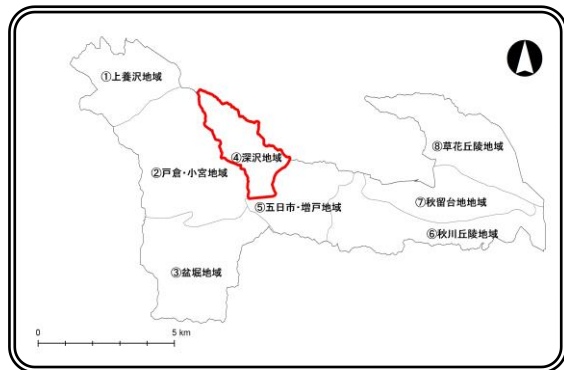 ①上養沢地域
④深沢地域
⑧草花丘陵地域
②戸倉・小宮地域
⑤五日市・増戸地域
⑦秋留台地地域
⑥秋川丘陵地域
③盆堀地域
0
5 km